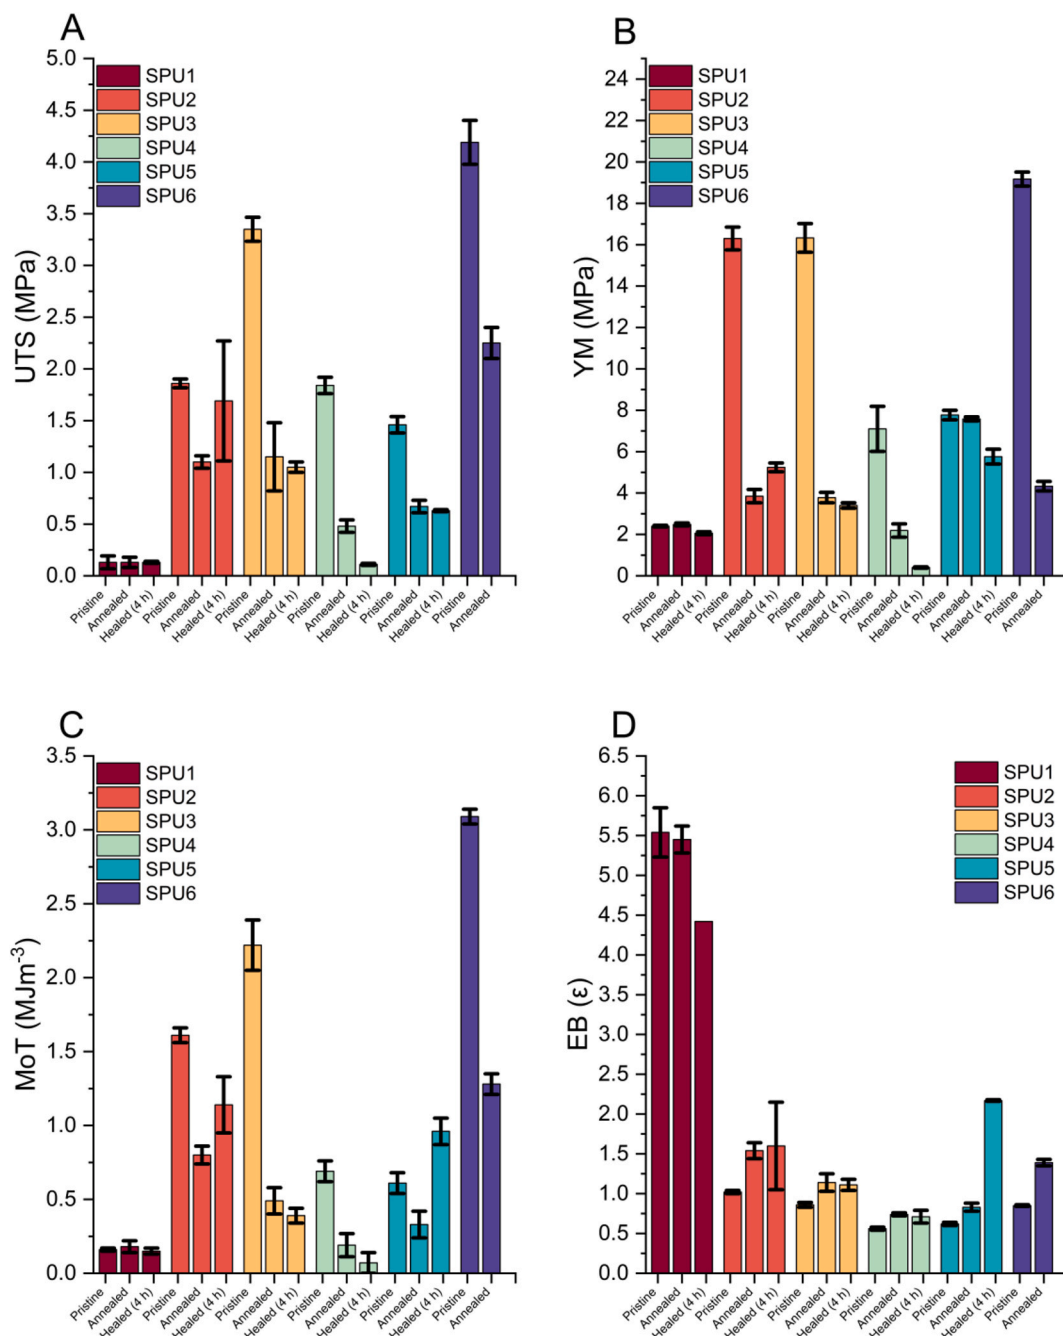 A
UTS (MPa)
5.0
4.5
4.0
3.5
3.0
2.5
2.0
1.5
1.0
0.5
0.0
SPU1
SPU2
SPU3
SPU4
SPU5
SPU6
Pristine
Annealed
Healed (4 h)
Pristine
Annealed
Healed (4 h)
Pristine
Annealed
Healed (4 h)
Pristine
Annealed
Healed (4 h)
Pristine
Annealed
Healed (4 h)
Pristine
Annealed
B
YM (MPa)
24
22
20
18
16
14
12
10
8
6
4
2
0
SPU1
SPU2
SPU3
SPU4
SPU5
SPU6
Pristine
Annealed
Healed (4 h)
Pristine
Annealed
Healed (4 h)
Pristine
Annealed
Healed (4 h)
Pristine
Annealed
Healed (4 h)
Pristine
Annealed
Healed (4 h)
Pristine
Annealed
C
MoT (MJm⁻³)
3.5
3.0
2.5
2.0
1.5
1.0
0.5
0.0
SPU1
SPU2
SPU3
SPU4
SPU5
SPU6
Pristine
Annealed
Healed (4 h)
Pristine
Annealed
Healed (4 h)
Pristine
Annealed
Healed (4 h)
Pristine
Annealed
Healed (4 h)
Pristine
Annealed
Healed (4 h)
Pristine
Annealed
D
EB (ε)
6.5
6.0
5.5
5.0
4.5
4.0
3.5
3.0
2.5
2.0
1.5
1.0
0.5
0.0
SPU1
SPU2
SPU3
SPU4
SPU5
SPU6
Pristine
Annealed
Healed (4 h)
Pristine
Annealed
Healed (4 h)
Pristine
Annealed
Healed (4 h)
Pristine
Annealed
Healed (4 h)
Pristine
Annealed
Healed (4 h)
Pristine
Annealed